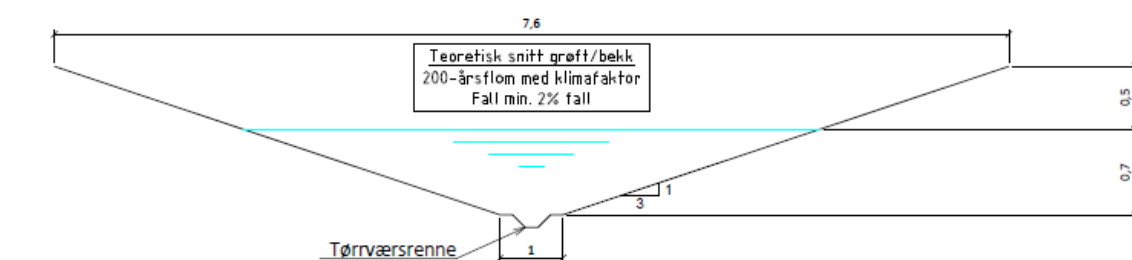 7,6
Teoretisk snitt grøft/bekk
200-årsflom med klimafaktor
Fall min. 2% fall
0,5
0,7
1
3
Tørrværsrenne
1